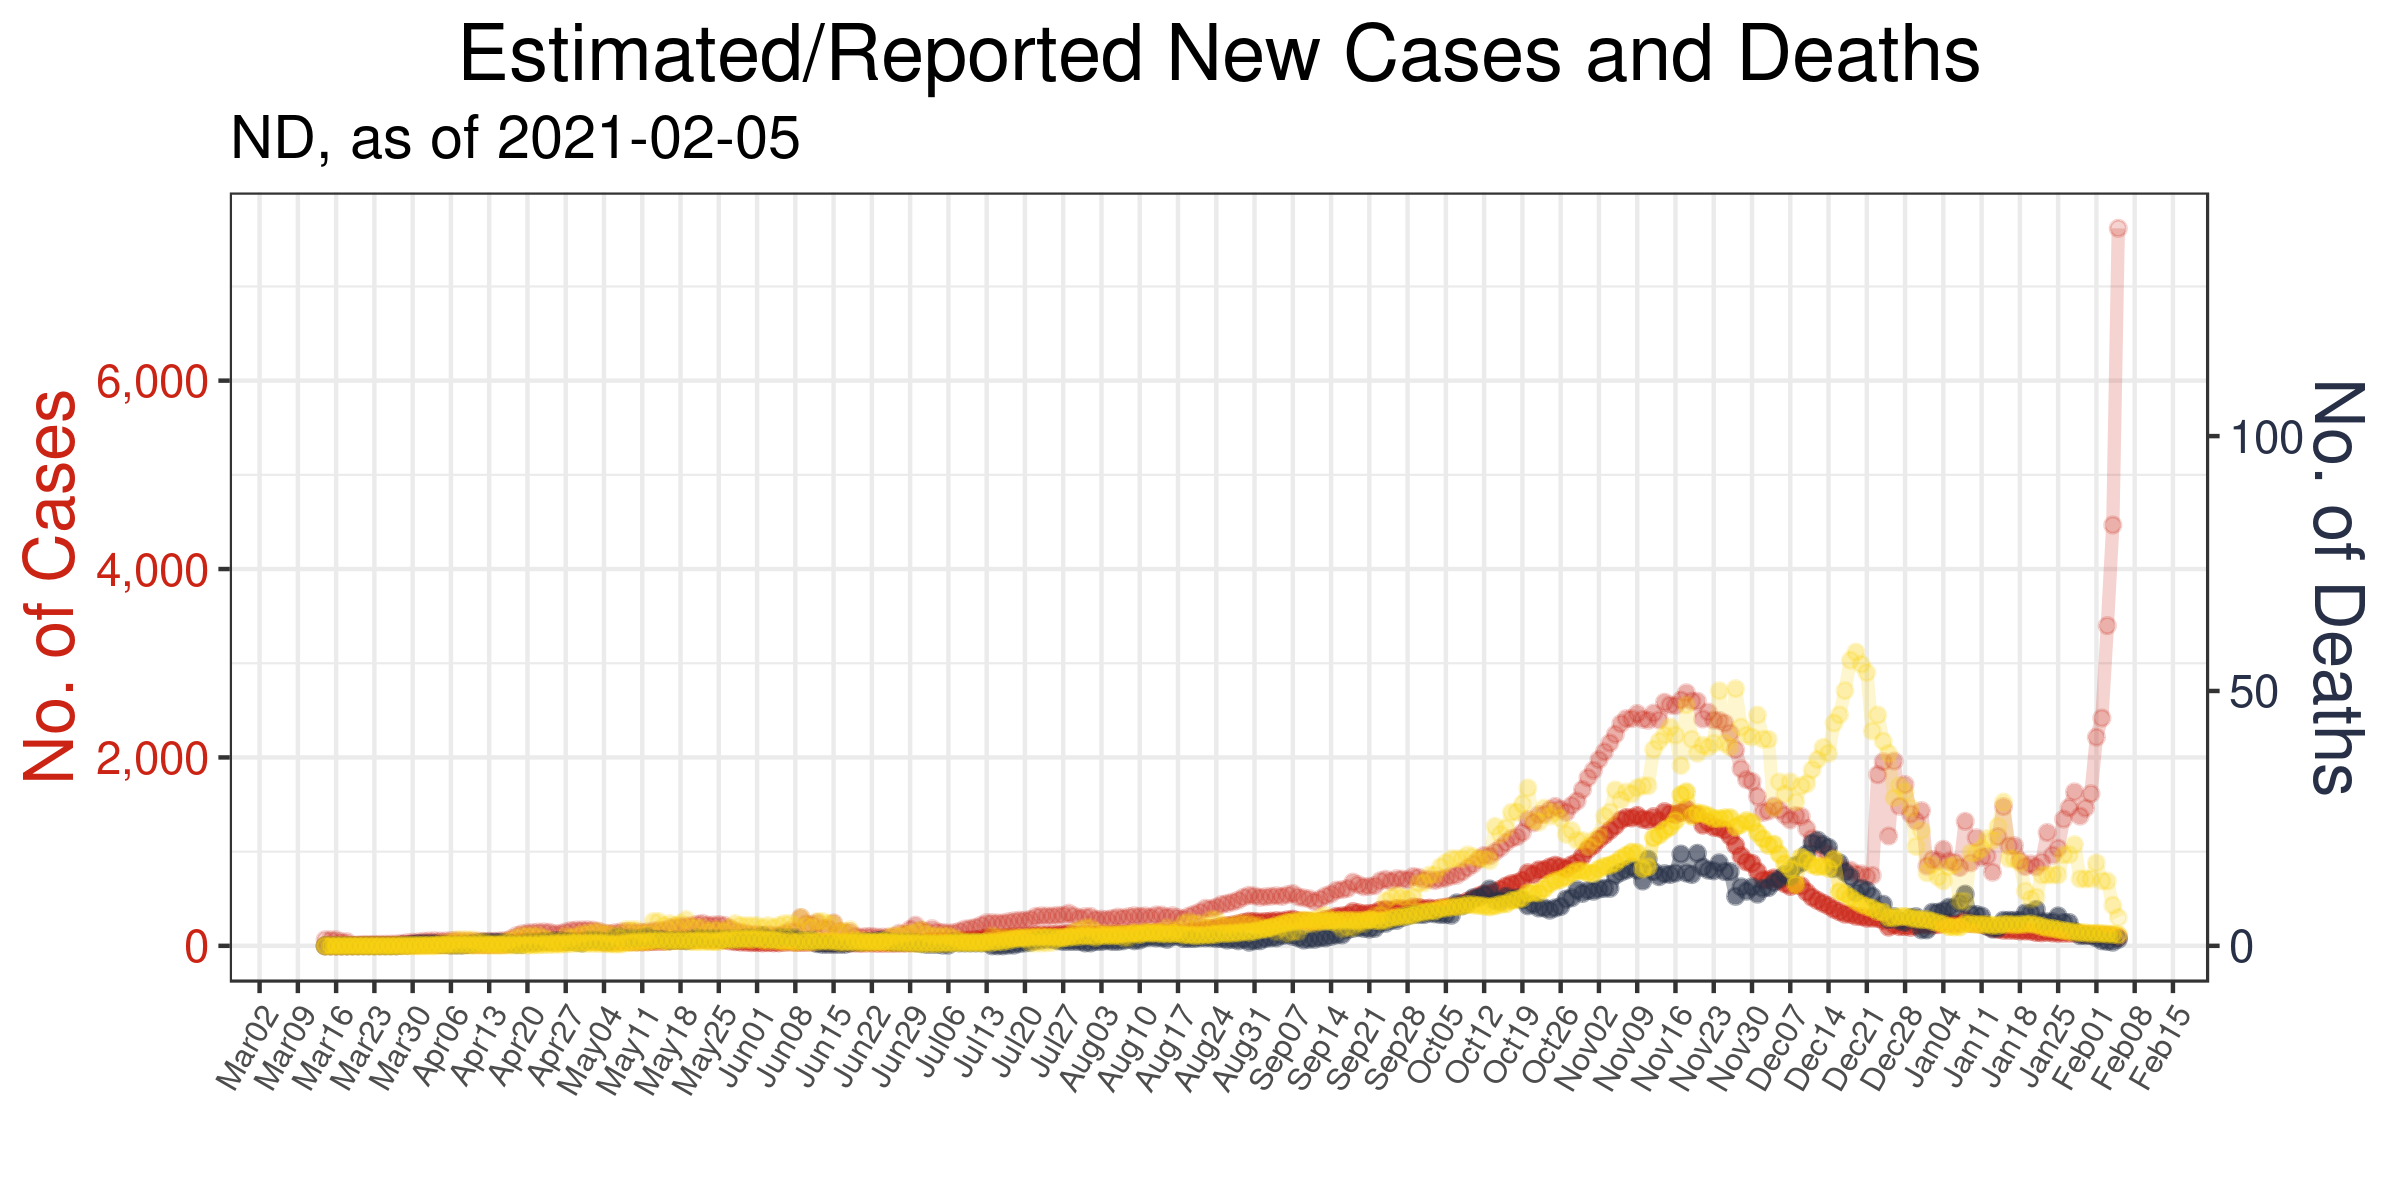 Estimated/Reported New Cases and Deaths
ND, as of 2021-02-05
No. of Cases
6,000
4,000
2,000
0
100
50
0
No. of Deaths
Mar02
Mar09
Mar16
Mar23
Mar30
Apr06
Apr13
Apr20
Apr27
May04
May11
May18
May25
Jun01
Jun08
Jun15
Jun22
Jun29
Jul06
Jul13
Jul20
Jul27
Aug03
Aug10
Aug17
Aug24
Aug31
Sep07
Sep14
Sep21
Sep28
Oct05
Oct12
Oct19
Oct26
Nov02
Nov09
Nov16
Nov23
Nov30
Dec07
Dec14
Dec21
Dec28
Jan04
Jan11
Jan18
Jan25
Feb01
Feb08
Feb15